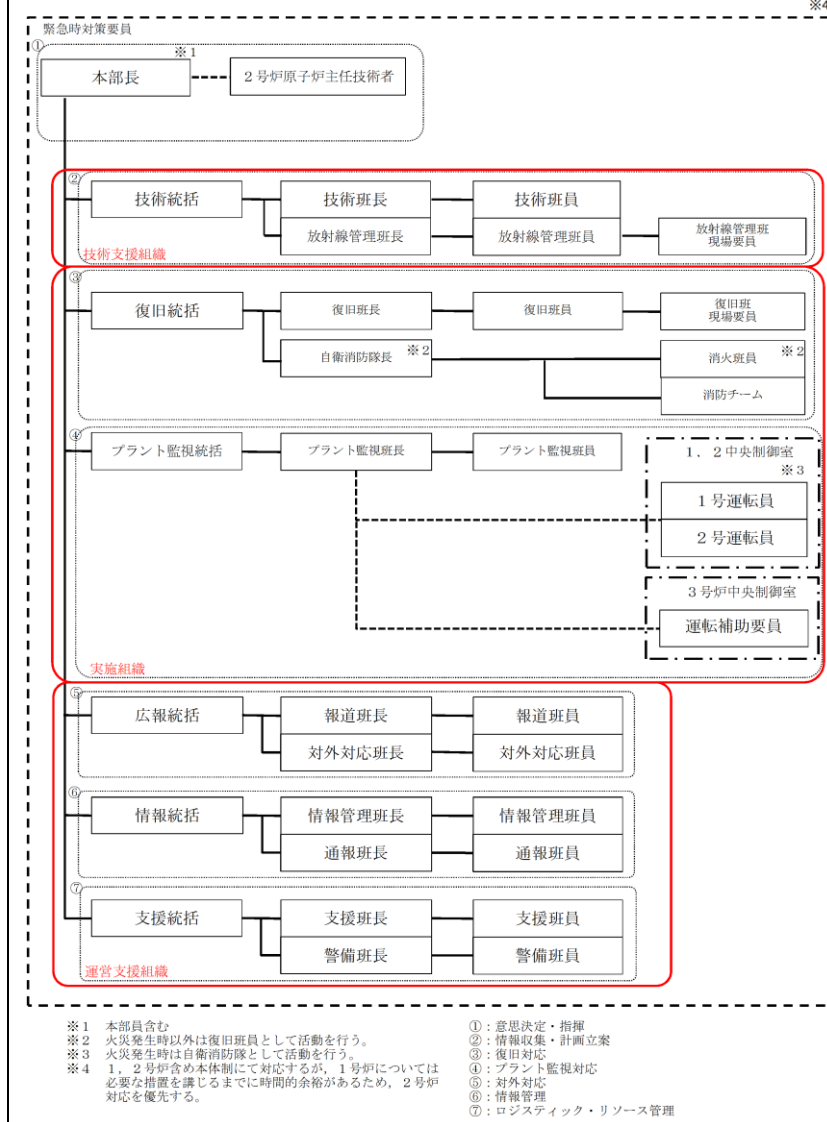 ※4
緊急時対策要員
①
※1
本部長
2号炉原子炉主任技術者
②
技術統括
技術班長
技術班員
放射線管理班長
放射線管理班員
放射線管理班
現場要員
技術支援組織
③
復旧統括
復旧班長
復旧班員
復旧班
現場要員
自衛消防隊長
※2
消火班員
※2
消防チーム
④
プラント監視統括
プラント監視班長
プラント監視班員
1,2中央制御室
※3
1号運転員
2号運転員
3号炉中央制御室
運転補助要員
実施組織
⑤
広報統括
報道班長
報道班員
対外対応班長
対外対応班員
⑥
情報統括
情報管理班長
情報管理班員
通報班長
通報班員
⑦
支援統括
支援班長
支援班員
警備班長
警備班員
運営支援組織
※1 本部員含む
※2 火災発生時以外は復旧班員として活動を行う。
※3 火災発生時は自衛消防隊として活動を行う。
※4 1,2号炉含め本体制にて対応するが,1号炉については
必要な措置を講じるまでに時間的余裕があるため,2号炉
対応を優先する。
①:意思決定・指揮
②:情報収集・計画立案
③:復旧対応
④:プラント監視対応
⑤:対外対応
⑥:情報管理
⑦:ロジスティック・リソース管理